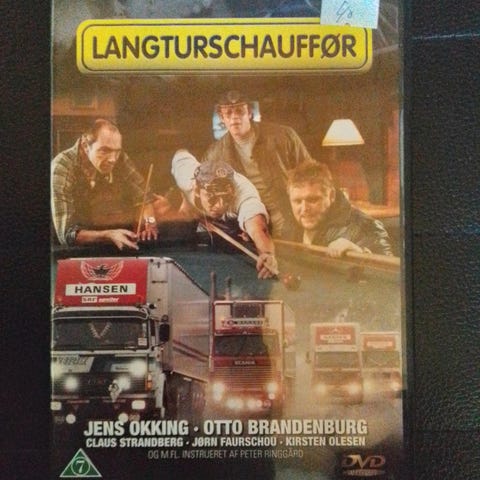 LANGTURSCHAUFFØR
HANSEN
SCANIA
JENS OKKING · OTTO BRANDENBURG
CLAUS STRANDBERG · JØRN FAURSCHOU · KIRSTEN OLESEN
OG M.FL. INSTRUERET AF PETER RINGGÅRD
7
DVD